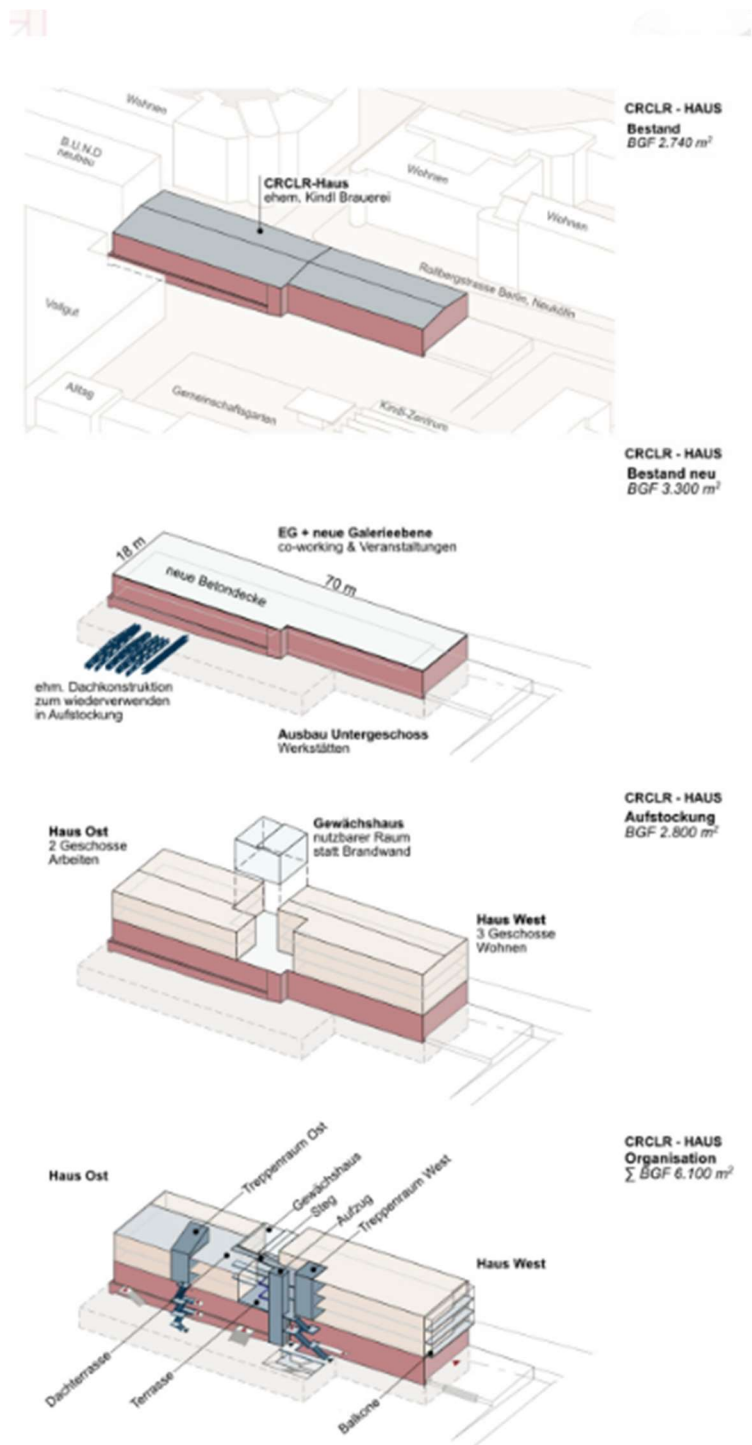 CRCLR - HAUS
Bestand
BGF 2.740 m²
Wohnen
B.U.N.D
neubau
CRCLR-Haus
ehem. Kindl Brauerei
Wohnen
Wohnen
Rollbergstrasse Berlin, Neukölln
Vollgut
Alltag
Gemeinschaftsgarten
Kindl-Zentrum
CRCLR - HAUS
Bestand neu
BGF 3.300 m²
EG + neue Galerieebene
co-working & Veranstaltungen
18 m
70 m
neue Betondecke
ehm. Dachkonstruktion
zum wiederverwenden
in Aufstockung
Ausbau Untergeschoss
Werkstätten
CRCLR - HAUS
Aufstockung
BGF 2.800 m²
Haus Ost
2 Geschosse
Arbeiten
Gewächshaus
nutzbarer Raum
statt Brandwand
Haus West
3 Geschosse
Wohnen
CRCLR - HAUS
Organisation
∑ BGF 6.100 m²
Haus Ost
Treppenraum Ost
Gewächshaus
Steg
Aufzug
Treppenraum West
Haus West
Dachterrasse
Terrasse
Balkone